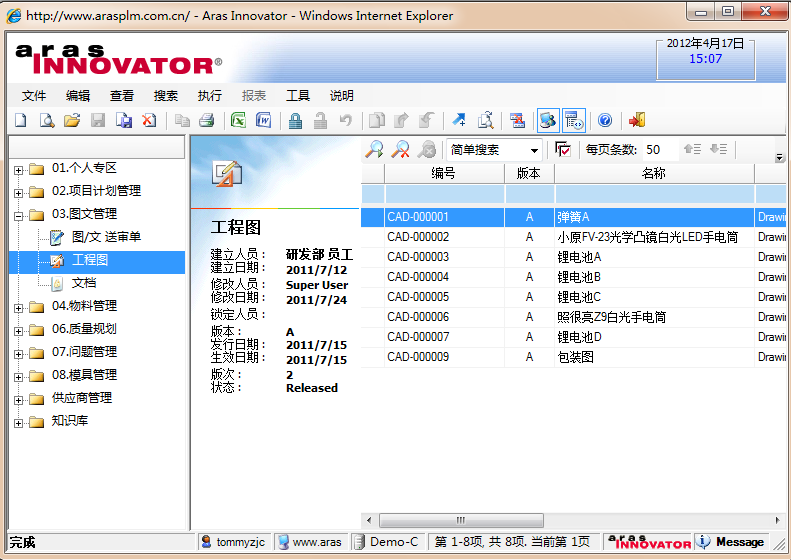 http://www.arasplm.com.cn/ - Aras Innovator - Windows Internet Explorer
aras INNOVATOR®
2012年4月17日
15:07
文件 编辑 查看 搜索 执行 报表 工具 说明
简单搜索 每页条数: 50
01.个人专区
02.项目计划管理
03.图文管理
图/文 送审单
工程图
文档
04.物料管理
06.质量规划
07.问题管理
08.模具管理
供应商管理
知识库
工程图
建立人员： 研发部 员工
建立日期： 2011/7/12
修改人员： Super User
修改日期： 2011/7/24
锁定人员：
版本： A
发行日期： 2011/7/15
生效日期： 2011/7/15
版次： 2
状态： Released
编号 版本 名称
CAD-000001 A 弹簧A Drawin
CAD-000002 A 小原FV-23光学凸镜白光LED手电筒 Drawin
CAD-000003 A 锂电池A Drawin
CAD-000004 A 锂电池B Drawin
CAD-000005 A 锂电池C Drawin
CAD-000006 A 照很亮Z9白光手电筒 Drawin
CAD-000007 A 锂电池D Drawin
CAD-000009 A 包装图 Drawin
完成 tommyzjc www.aras Demo-C 第 1-8项, 共 8项. 当前第 1页 aras INNOVATOR Message